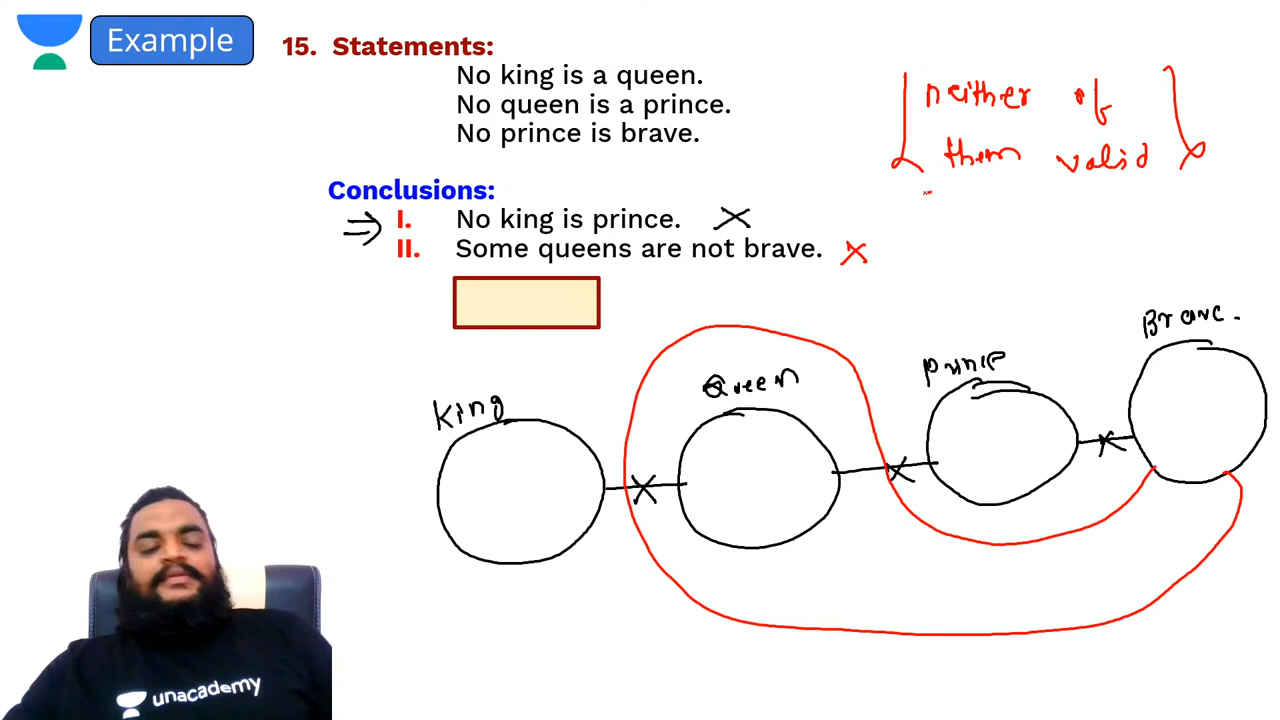 Example
15. Statements:
No king is a queen.
No queen is a prince.
No prince is brave.
neither of
them valid
Conclusions:
I. No king is prince.
II. Some queens are not brave.
King
Queen
Prince
Brave.
unacademy